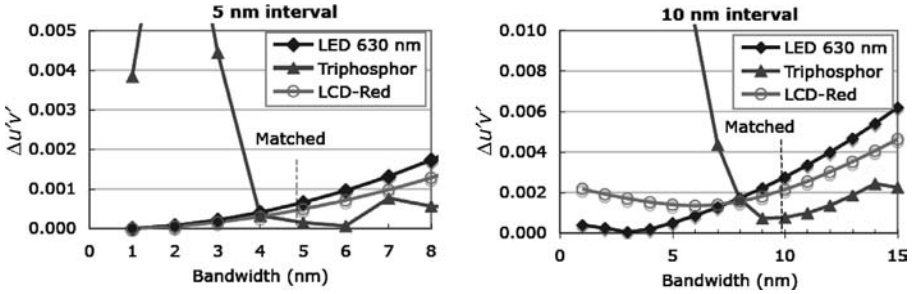 5 nm interval
0.005
0.004
0.003
0.002
0.001
0.000
Δu'v'
LED 630 nm
Triphosphor
LCD-Red
Matched
0 1 2 3 4 5 6 7 8
Bandwidth (nm)
10 nm interval
0.010
0.008
0.006
0.004
0.002
0.000
Δu'v'
LED 630 nm
Triphosphor
LCD-Red
Matched
0 5 10 15
Bandwidth (nm)